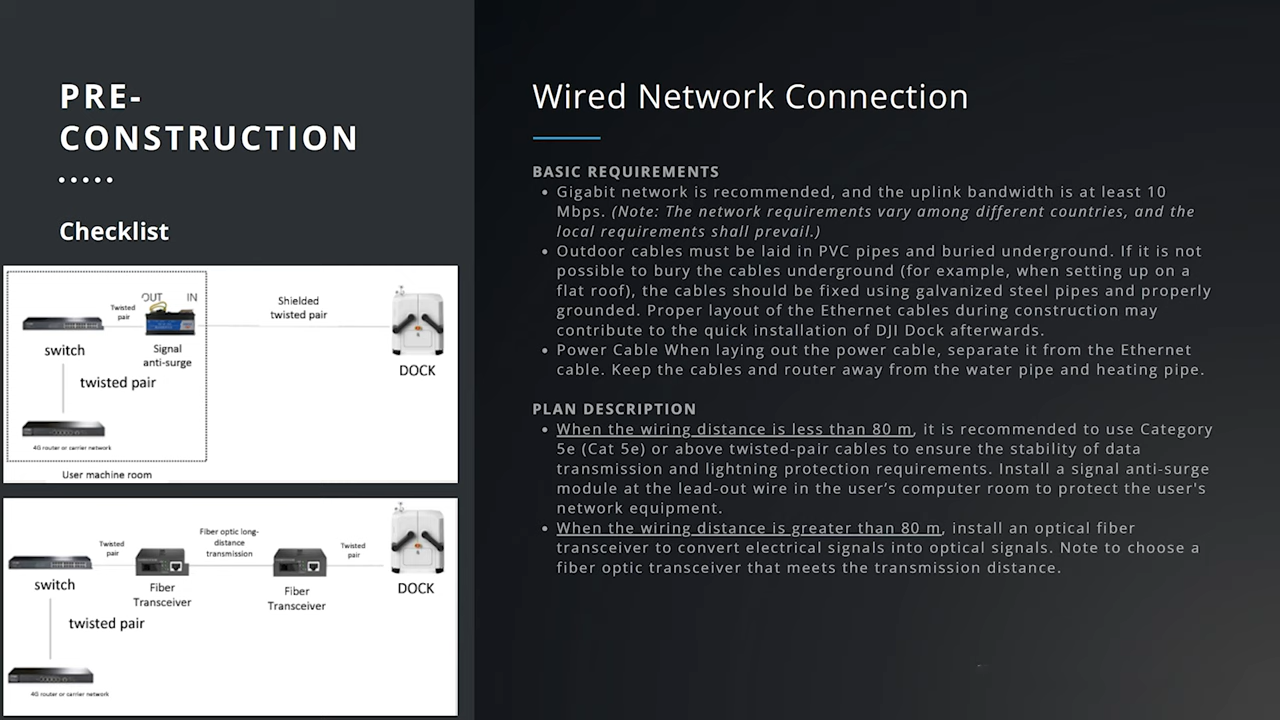 PRE-
CONSTRUCTION
Checklist
OUT IN
Twisted
pair
Shielded
twisted pair
switch
Signal
anti-surge
DOCK
twisted pair
4G router or carrier network
User machine room
Twisted
pair
Fiber optic long-
distance
transmission
Twisted
pair
switch
Fiber
Transceiver
Fiber
Transceiver
DOCK
twisted pair
4G router or carrier network
Wired Network Connection
BASIC REQUIREMENTS
• Gigabit network is recommended, and the uplink bandwidth is at least 10
Mbps. (Note: The network requirements vary among different countries, and the
local requirements shall prevail.)
• Outdoor cables must be laid in PVC pipes and buried underground. If it is not
possible to bury the cables underground (for example, when setting up on a
flat roof), the cables should be fixed using galvanized steel pipes and properly
grounded. Proper layout of the Ethernet cables during construction may
contribute to the quick installation of DJI Dock afterwards.
• Power Cable When laying out the power cable, separate it from the Ethernet
cable. Keep the cables and router away from the water pipe and heating pipe.
PLAN DESCRIPTION
• When the wiring distance is less than 80 m, it is recommended to use Category
5e (Cat 5e) or above twisted-pair cables to ensure the stability of data
transmission and lightning protection requirements. Install a signal anti-surge
module at the lead-out wire in the user’s computer room to protect the user's
network equipment.
• When the wiring distance is greater than 80 m, install an optical fiber
transceiver to convert electrical signals into optical signals. Note to choose a
fiber optic transceiver that meets the transmission distance.